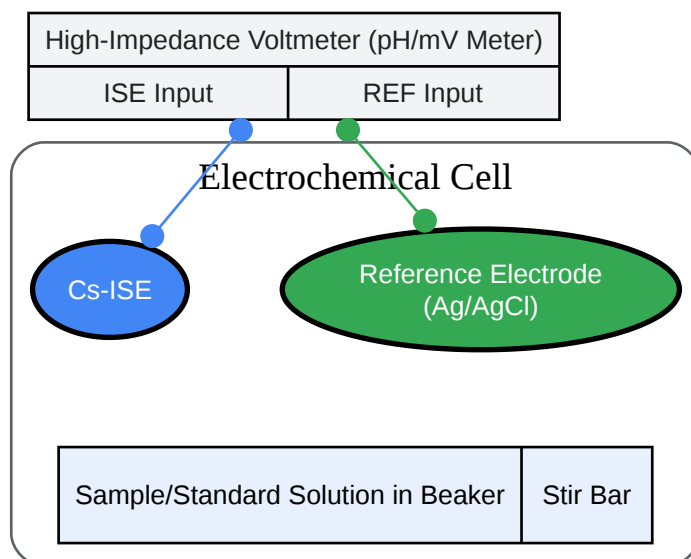 High-Impedance Voltmeter (pH/mV Meter)
ISE Input
REF Input
Electrochemical Cell
Cs-ISE
Reference Electrode
(Ag/AgCl)
Sample/Standard Solution in Beaker
Stir Bar